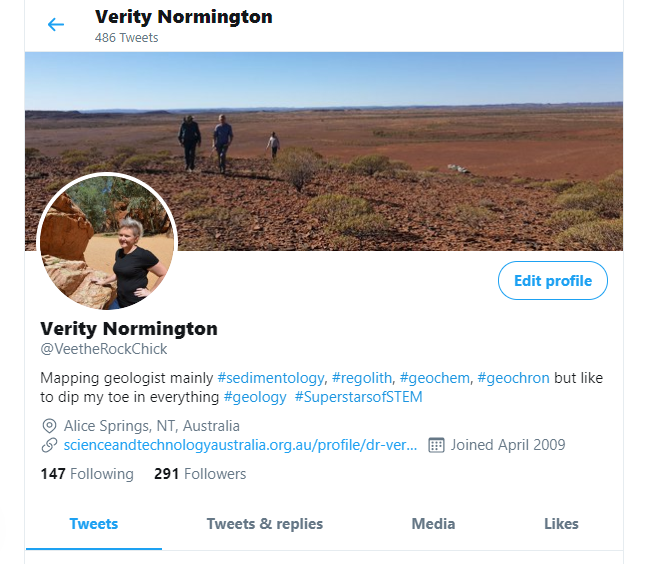 Verity Normington
486 Tweets
Edit profile
Verity Normington
@VeetheRockChick
Mapping geologist mainly #sedimentology, #regolith, #geochem, #geochron but like
to dip my toe in everything #geology #SuperstarsofSTEM
Alice Springs, NT, Australia
scienceandtechnologyaustralia.org.au/profile/dr-ver... Joined April 2009
147 Following 291 Followers
Tweets Tweets & replies Media Likes